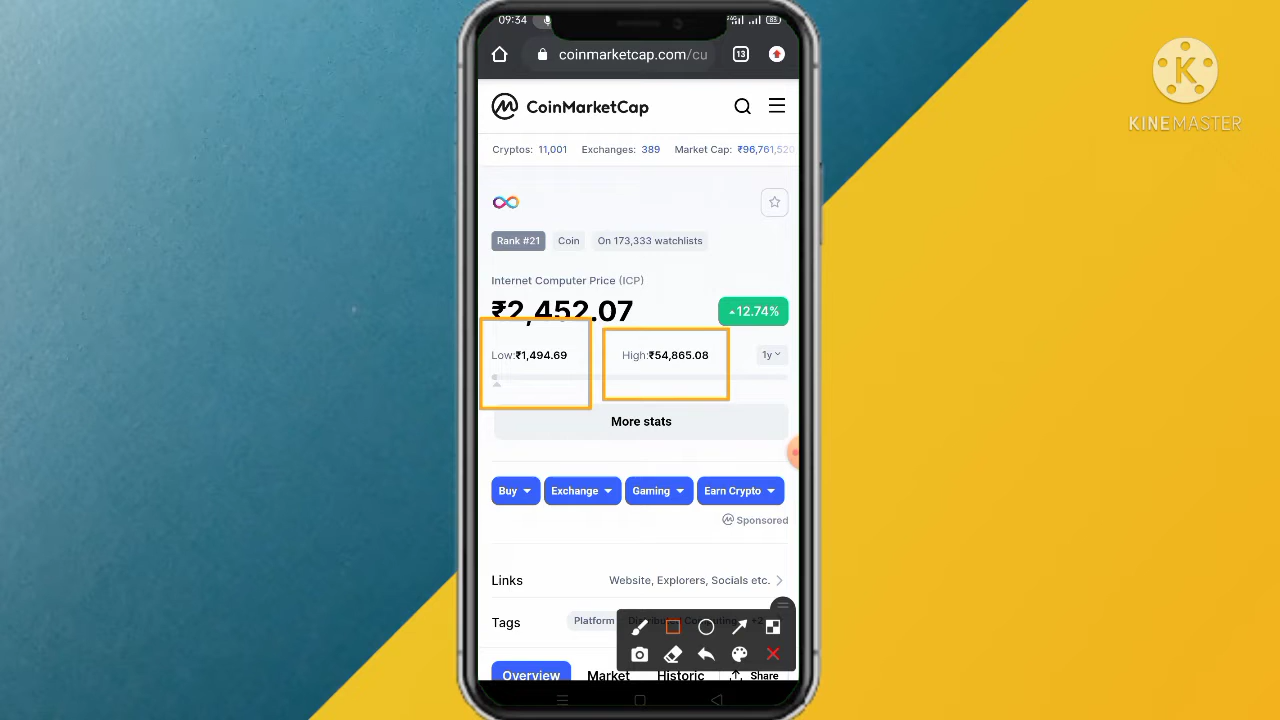 09:34
83
coinmarketcap.com/cu
13
CoinMarketCap
Cryptos: 11,001 Exchanges: 389 Market Cap: ₹96,761,520
Rank #21 Coin On 173,333 watchlists
Internet Computer Price (ICP)
₹2,452.07
12.74%
Low:₹1,494.69
High:₹54,865.08
1y
More stats
Buy
Exchange
Gaming
Earn Crypto
Sponsored
Links
Website, Explorers, Socials etc.
Tags
Platform
Distributed Computing
Overview
Market
Historic
Share
K
KINEMASTER